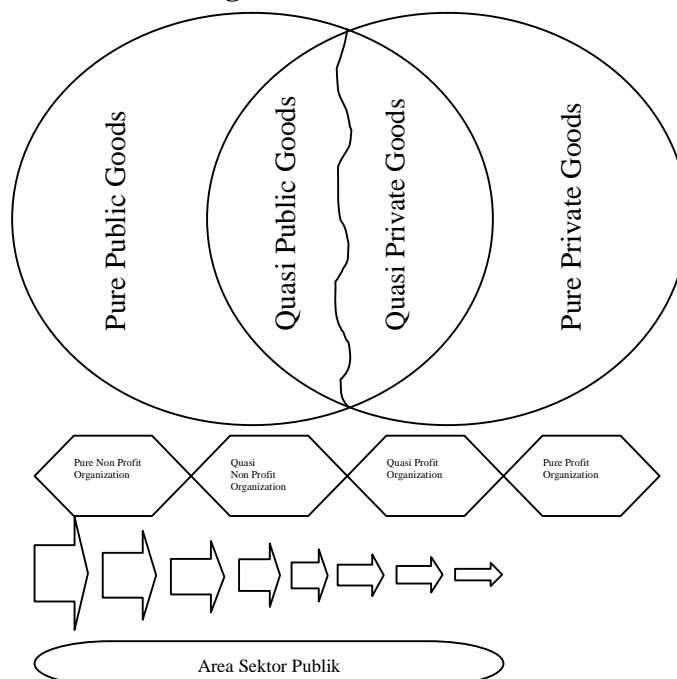 Pure Public Goods
Quasi Public Goods
Quasi Private Goods
Pure Private Goods
Pure Non Profit
Organization
Quasi
Non Profit
Organization
Quasi Profit
Organization
Pure Profit
Organization
Area Sektor Publik